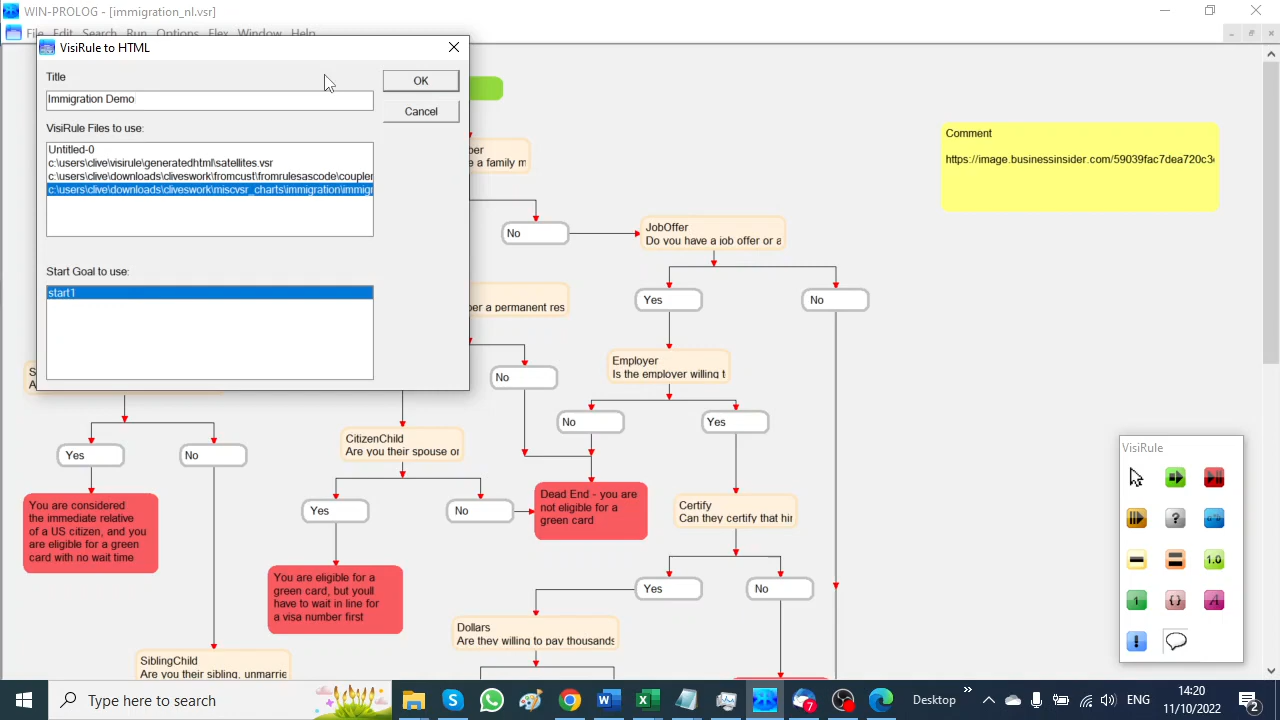 WIN-PROLOG - [immigration_nl.vsr]
File Edit Search Run Options Flex Window Help
VisiRule to HTML
Title
OK
Immigration Demo
Cancel
VisiRule Files to use:
Untitled-0
c:\users\clive\visirule\generatedhtml\satellites.vsr
c:\users\clive\downloads\cliveswork\fromcust\fromrulesascode\coupler
c:\users\clive\downloads\cliveswork\miscvsr_charts\immigration\immigr
Start Goal to use:
start1
Comment
https://image.businessinsider.com/59039fac7dea720c3
e a family m
No
JobOffer
Do you have a job offer or a
Yes
No
er a permanent res
Employer
Is the employer willing t
No
No
Yes
CitizenChild
Are you their spouse or
Yes
No
Yes
No
You are considered
the immediate relative
of a US citizen, and you
are eligible for a green
card with no wait time
Dead End - you are
not eligible for a
green card
Certify
Can they certify that hir
You are eligible for a
green card, but youll
have to wait in line for
a visa number first
Yes
No
Dollars
Are they willing to pay thousands
SiblingChild
Are you their sibling, unmarrie
VisiRule
1.0
1
{}
A
Type here to search
7
Desktop
ENG
14:20
11/10/2022
2